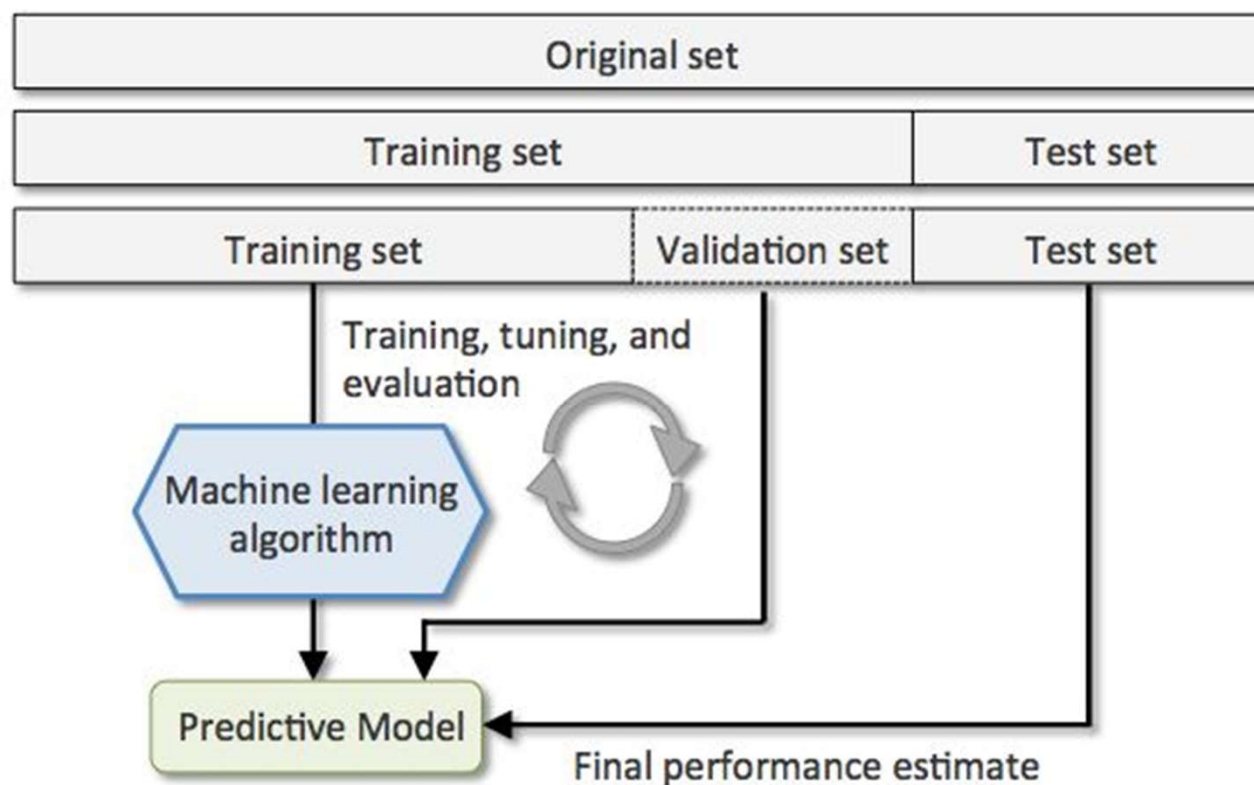 Original set
Training set
Test set
Training set
Validation set
Test set
Training, tuning, and
evaluation
Machine learning
algorithm
Predictive Model
Final performance estimate